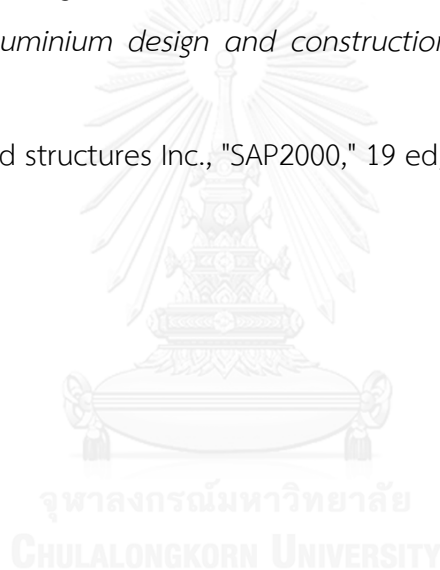 uminium design and construction
d structures Inc., "SAP2000," 19 ed
จุฬาลงกรณ์มหาวิทยาลัย
CHULALONGKORN UNIVERSITY